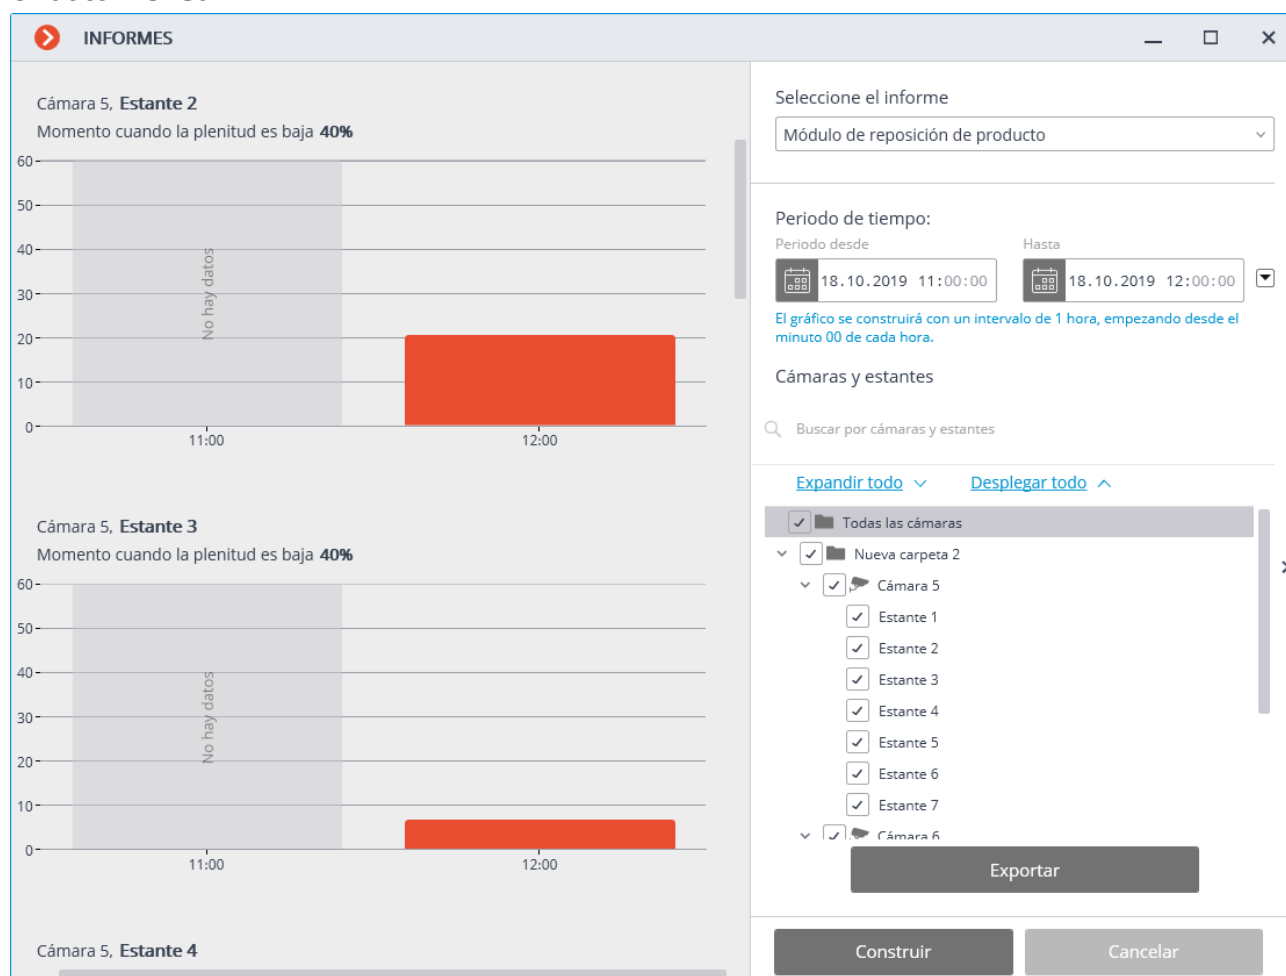 INFORMES
Cámara 5, Estante 2
Momento cuando la plenitud es baja 40%
60
50
40
30
20
10
0
No hay datos
11:00
12:00
Cámara 5, Estante 3
Momento cuando la plenitud es baja 40%
60
50
40
30
20
10
0
No hay datos
11:00
12:00
Cámara 5, Estante 4
Seleccione el informe
Módulo de reposición de producto
Periodo de tiempo:
Periodo desde
Hasta
18.10.2019 11:00:00
18.10.2019 12:00:00
El gráfico se construirá con un intervalo de 1 hora, empezando desde el
minuto 00 de cada hora.
Cámaras y estantes
Buscar por cámaras y estantes
Expandir todo
Desplegar todo
Todas las cámaras
Nueva carpeta 2
Cámara 5
Estante 1
Estante 2
Estante 3
Estante 4
Estante 5
Estante 6
Estante 7
Cámara 6
Exportar
Construir
Cancelar